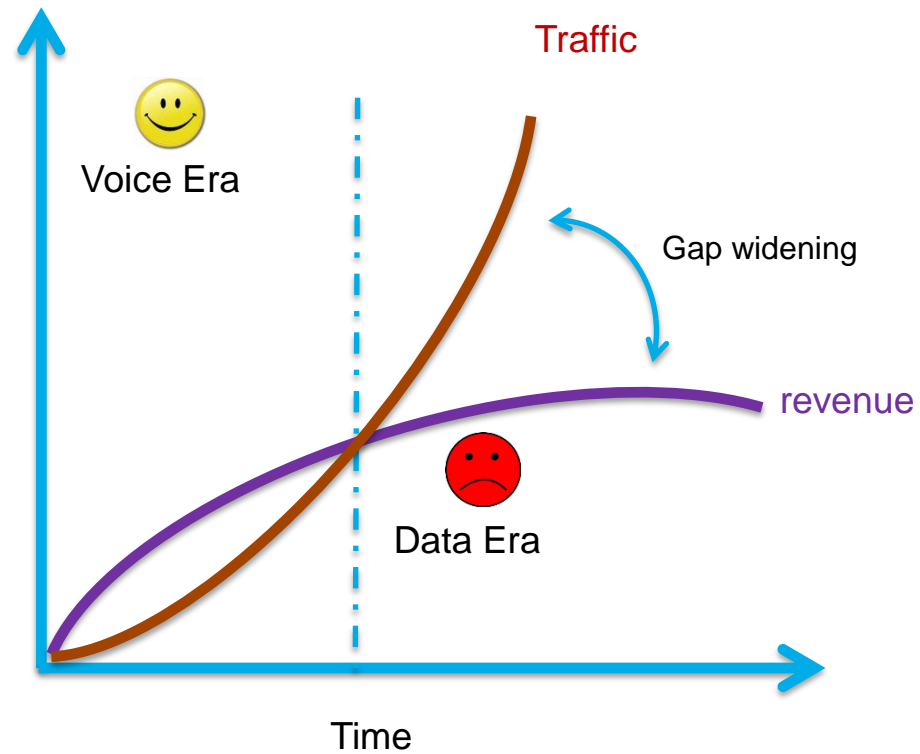 Traffic
Voice Era
Gap widening
revenue
Data Era
Time